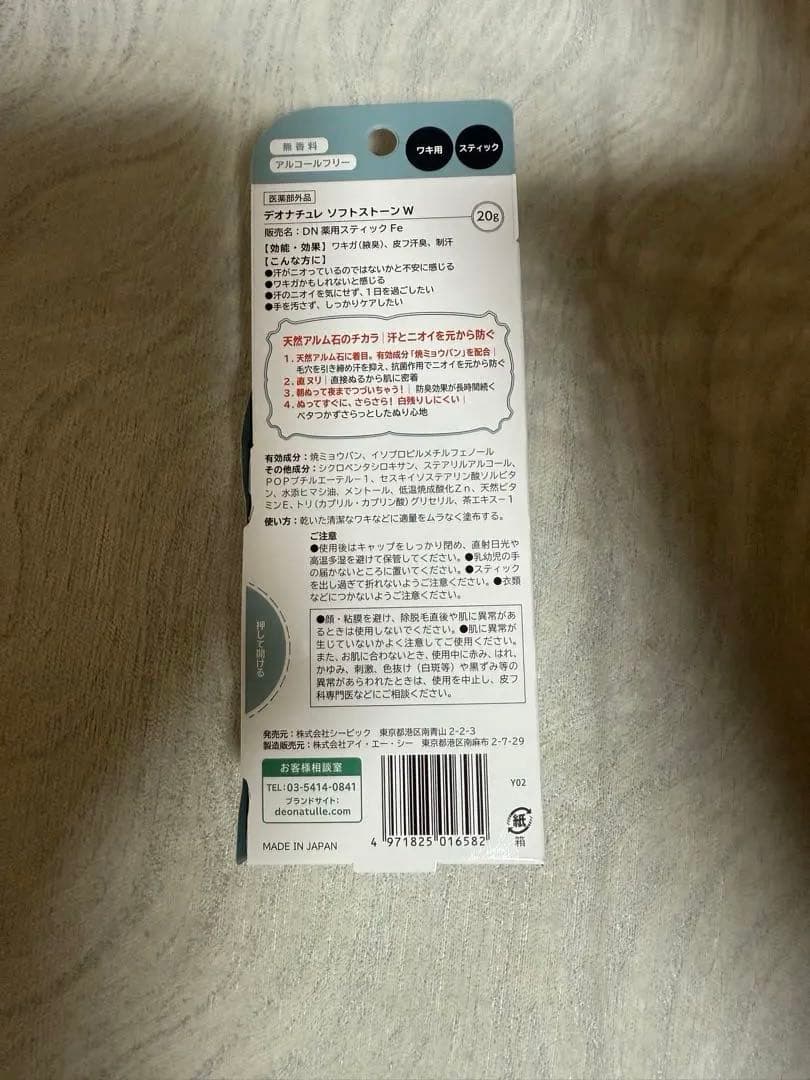 無香料
アルコールフリー
ワキ用
スティック
医薬部外品
デオナチュレ ソフトストーン W
20g
販売名：DN 薬用スティック Fe
【効能・効果】ワキガ(腋臭)、皮フ汗臭、制汗
【こんな方に】
●汗がニオっているのではないかと不安に感じる
●ワキガかもしれないと感じる
●汗のニオイを気にせず、1日を過ごしたい
●手を汚さず、しっかりケアしたい
天然アルム石のチカラ｜汗とニオイを元から防ぐ
1. 天然アルム石に着目。有効成分「焼ミョウバン」を配合｜
毛穴を引き締め汗を抑え、抗菌作用でニオイを元から防ぐ
2. 直ヌリ｜直接ぬるから肌に密着
3. 朝ぬって夜までつづいちゃう！｜防臭効果が長時間続く
4. ぬってすぐに、さらさら！白残りしにくい｜
ベタつかずさらっとしたぬり心地
有効成分：焼ミョウバン、イソプロピルメチルフェノール
その他成分：シクロペンタシロキサン、ステアリルアルコール、
POPブチルエーテル－1、セスキイソステアリン酸ソルビタ
ン、水添ヒマシ油、メントール、低温焼成酸化Zn、天然ビタ
ミンE、トリ(カプリル・カプリン酸)グリセリル、茶エキス－1
使い方：乾いた清潔なワキなどに適量をムラなく塗布する。
ご注意
●使用後はキャップをしっかり閉め、直射日光や
高温多湿を避けて保管してください。●乳幼児の手
の届かないところに置いてください。●スティック
を出し過ぎて折れないようご注意ください。●衣類
などにつかないようご注意ください。
●顔・粘膜を避け、除脱毛直後や肌に異常があ
るときは使用しないでください。●肌に異常が
生じていないかよく注意してご使用ください。
また、お肌に合わないとき、使用中に赤み、はれ、
かゆみ、刺激、色抜け（白斑等）や黒ずみ等の
異常があらわれたときは、使用を中止し、皮フ
科専門医などにご相談ください。
押して開ける
発売元：株式会社シービック 東京都港区南青山 2-2-3
製造販売元：株式会社アイ・エー・シー 東京都港区南麻布 2-7-29
お客様相談室
TEL：03-5414-0841
ブランドサイト：
deonatulle.com
MADE IN JAPAN
4 971825 016582
Y02
紙
箱